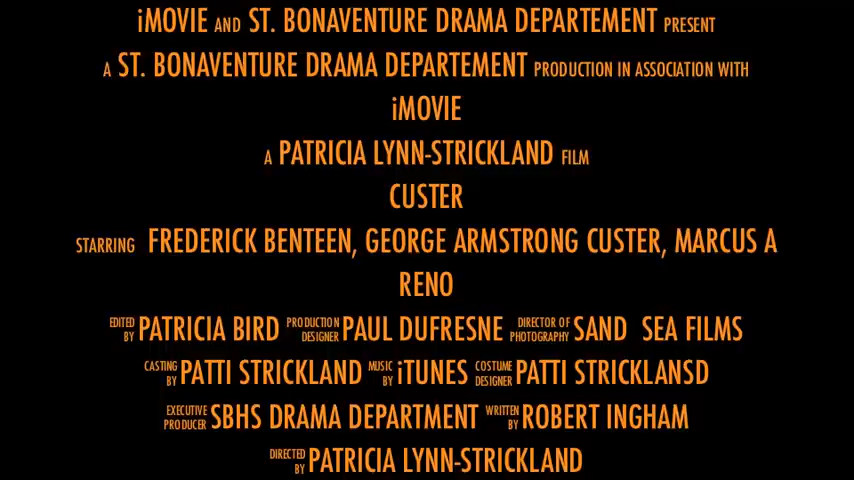 iMOVIE AND ST. BONAVENTURE DRAMA DEPARTEMENT PRESENT
A ST. BONAVENTURE DRAMA DEPARTEMENT PRODUCTION IN ASSOCIATION WITH
iMOVIE
A PATRICIA LYNN-STRICKLAND FILM
CUSTER
STARRING FREDERICK BENTEEN, GEORGE ARMSTRONG CUSTER, MARCUS A
RENO
EDITED BY PATRICIA BIRD PRODUCTION DESIGNER PAUL DUFRESNE DIRECTOR OF PHOTOGRAPHY SAND SEA FILMS
CASTING BY PATTI STRICKLAND MUSIC BY iTUNES COSTUME DESIGNER PATTI STRICKLANSD
EXECUTIVE PRODUCER SBHS DRAMA DEPARTMENT WRITTEN BY ROBERT INGHAM
DIRECTED BY PATRICIA LYNN-STRICKLAND